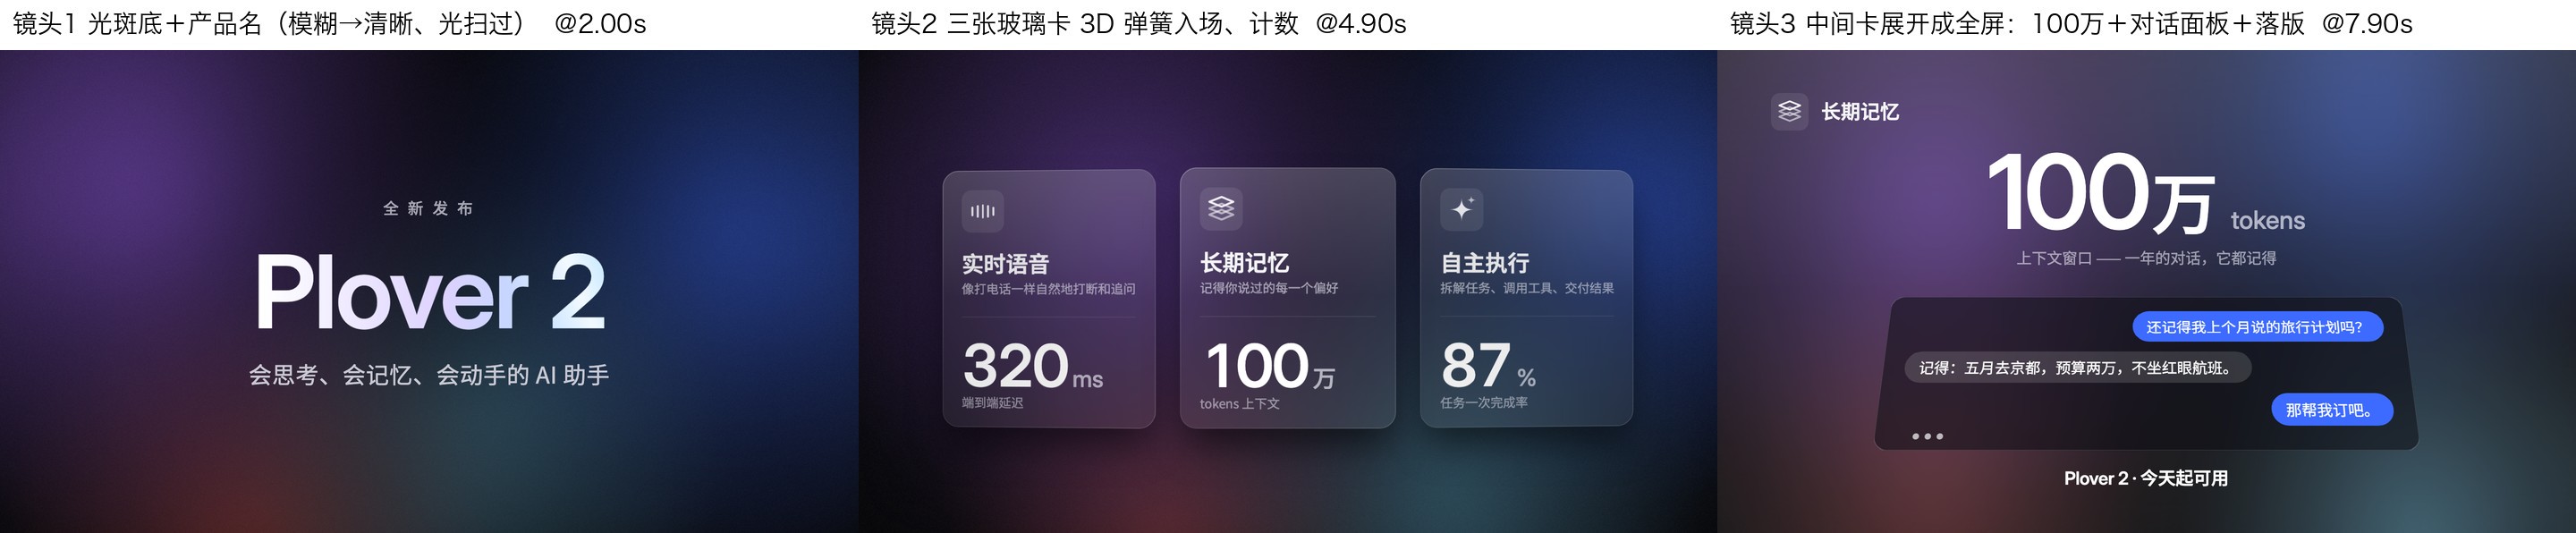 镜头1 光斑底＋产品名（模糊→清晰、光扫过） @2.00s
全新发布
Plover 2
会思考、会记忆、会动手的 AI 助手
镜头2 三张玻璃卡 3D 弹簧入场、计数 @4.90s
实时语音
像打电话一样自然地打断和追问
320 ms
端到端延迟
长期记忆
记得你说过的每一个偏好
100 万
tokens 上下文
自主执行
拆解任务、调用工具、交付结果
87 %
任务一次完成率
镜头3 中间卡展开成全屏：100万＋对话面板＋落版 @7.90s
长期记忆
100万 tokens
上下文窗口 —— 一年的对话，它都记得
还记得我上个月说的旅行计划吗？
记得：五月去京都，预算两万，不坐红眼航班。
那帮我订吧。
Plover 2 · 今天起可用